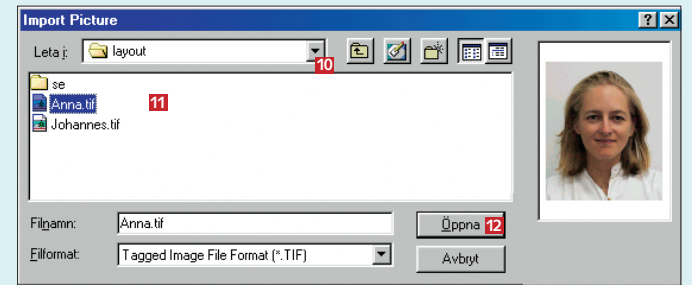 Import Picture
Leta i: layout
10
se
Anna.tif 11
Johannes.tif
Filnamn: Anna.tif Öppna 12
Filformat: Tagged Image File Format (*.TIF) Avbryt